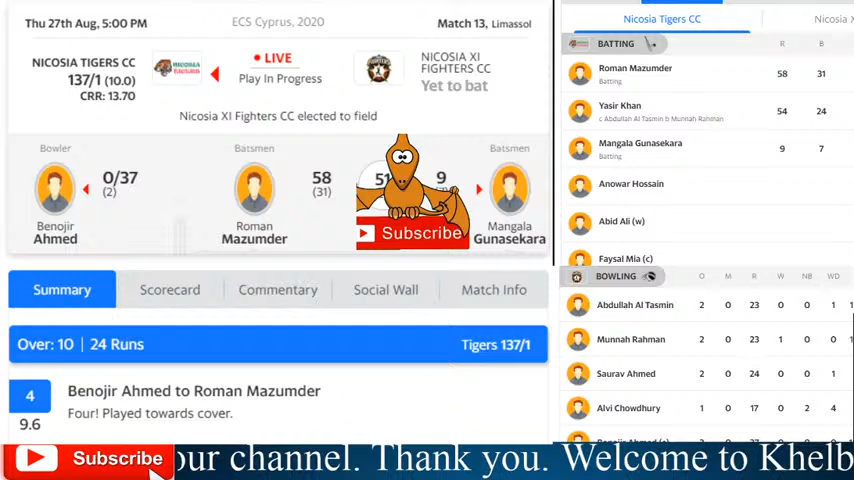 Thu 27th Aug, 5:00 PM
ECS Cyprus, 2020
Match 13, Limassol
NICOSIA TIGERS CC
137/1 (10.0)
CRR: 13.70
LIVE
Play In Progress
NICOSIA XI
FIGHTERS CC
Yet to bat
Nicosia XI Fighters CC elected to field
Bowler
0/37
(2)
Benojir
Ahmed
Batsmen
58
(31)
Roman
Mazumder
51
Batsmen
9
Mangala
Gunasekara
Subscribe
Summary
Scorecard
Commentary
Social Wall
Match Info
Over: 10 | 24 Runs
Tigers 137/1
4
9.6
Benojir Ahmed to Roman Mazumder
Four! Played towards cover.
Nicosia Tigers CC
Nicosia X
BATTING R B
Roman Mazumder 58 31
Batting
Yasir Khan 54 24
c Abdullah Al Tasmin b Munnah Rahman
Mangala Gunasekara 9 7
Batting
Anowar Hossain
Abid Ali (w)
Faysal Mia (c)
BOWLING O M R W NB WD
Abdullah Al Tasmin 2 0 23 0 0 1
Munnah Rahman 2 0 23 1 0 0
Saurav Ahmed 2 0 24 0 0 1
Alvi Chowdhury 1 0 17 0 2 4
Subscribe
our channel. Thank you. Welcome to Khelb